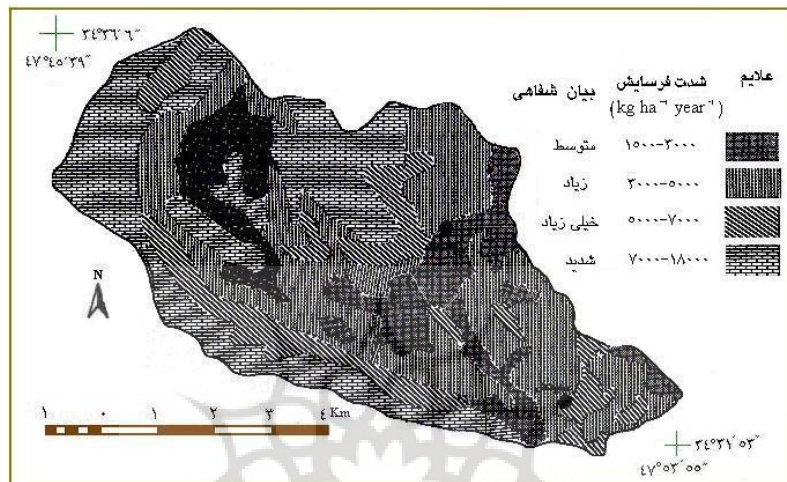 ۳۴°۳۶´۶˝
۴۷°۴۵´۳۹˝
علایم شدت فرسایش بیان شفاهی
(kg ha⁻¹ year⁻¹)
۱۵۰۰-۳۰۰۰ متوسط
۳۰۰۰-۵۰۰۰ زیاد
۵۰۰۰-۷۰۰۰ خیلی زیاد
۷۰۰۰-۱۸۰۰۰ شدید
N
۱ ۰ ۱ ۲ ۳ ۴ Km
۳۴°۳۱´۵۳˝
۴۷°۵۳´۵۵˝